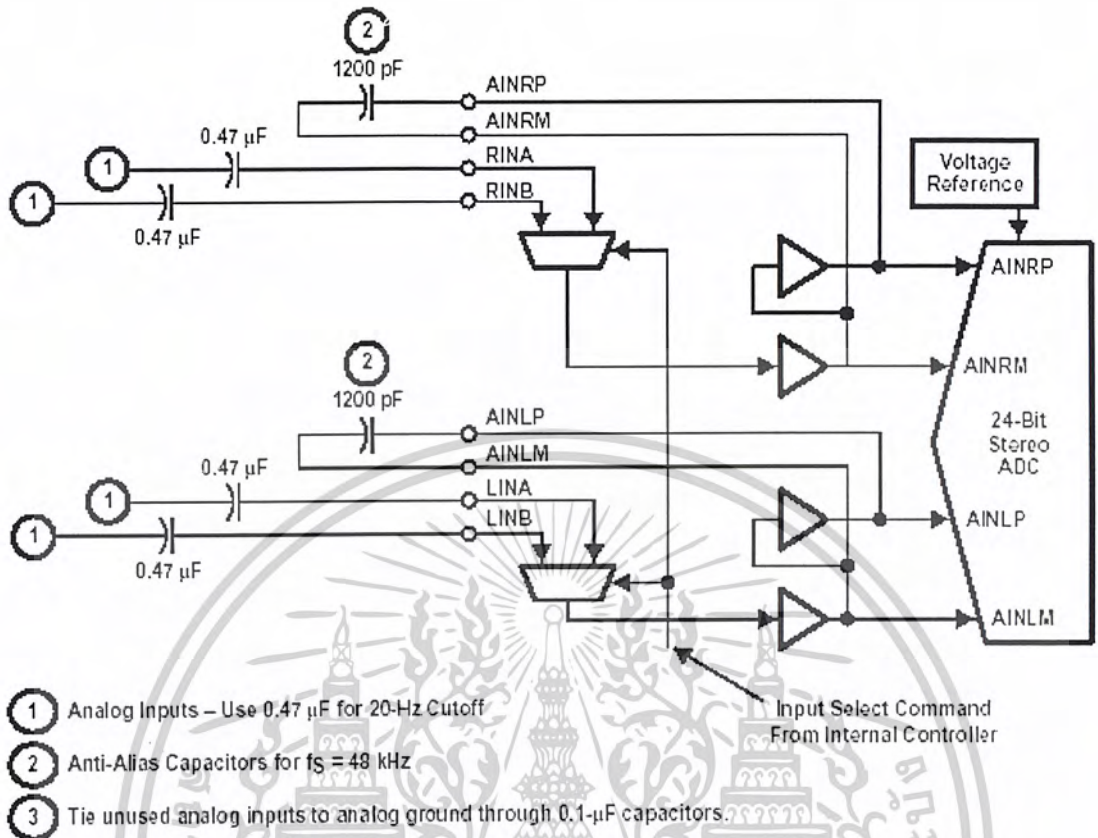 2
1200 pF
AINRP
AINRM
0.47 µF
RINA
1
RINB
1
0.47 µF
Voltage
Reference
AINRP
AINRM
2
1200 pF
AINLP
AINLM
0.47 µF
LINA
1
LINB
1
0.47 µF
24-Bit
Stereo
ADC
AINLP
AINLM
Input Select Command
From Internal Controller
1 Analog Inputs – Use 0.47 µF for 20-Hz Cutoff
2 Anti-Alias Capacitors for fS = 48 kHz
3 Tie unused analog inputs to analog ground through 0.1-µF capacitors.